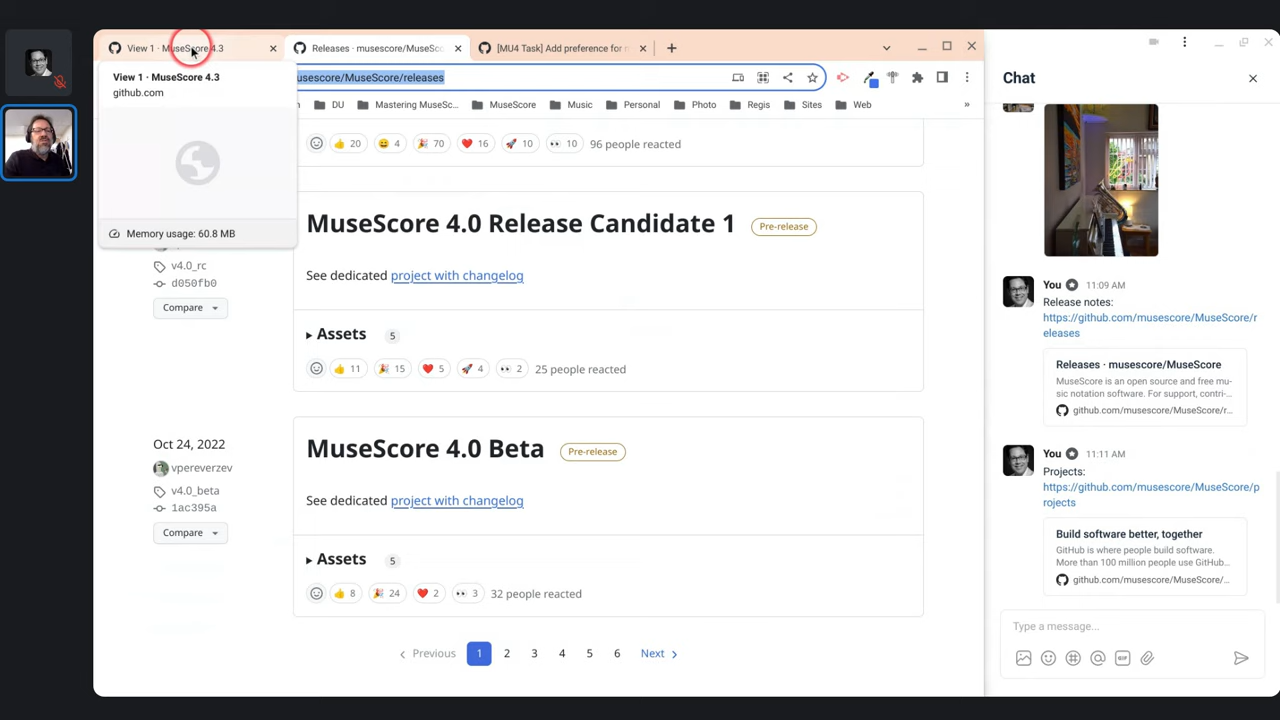 View 1 · MuseScore 4.3
Releases · musescore/MuseSc
[MU4 Task] Add preference for
View 1 · MuseScore 4.3
github.com
Memory usage: 60.8 MB
usescore/MuseScore/releases
DU
Mastering MuseSc...
MuseScore
Music
Personal
Photo
Regis
Sites
Web
»
20
4
70
16
10
10
96 people reacted
v4.0_rc
d050fb0
Compare
MuseScore 4.0 Release Candidate 1
Pre-release
See dedicated project with changelog
Assets 5
11
15
5
4
2
25 people reacted
Oct 24, 2022
vpereverzev
v4.0_beta
1ac395a
Compare
MuseScore 4.0 Beta
Pre-release
See dedicated project with changelog
Assets 5
8
24
2
3
32 people reacted
Previous
1
2
3
4
5
6
Next
Chat
You 11:09 AM
Release notes:
https://github.com/musescore/MuseScore/r
eleases
Releases · musescore/MuseScore
MuseScore is an open source and free mu-
sic notation software. For support, contri-...
github.com/musescore/MuseScore/r...
You 11:11 AM
Projects:
https://github.com/musescore/MuseScore/p
rojects
Build software better, together
GitHub is where people build software.
More than 100 million people use GitHub...
github.com/musescore/MuseScore/...
Type a message...
GIF